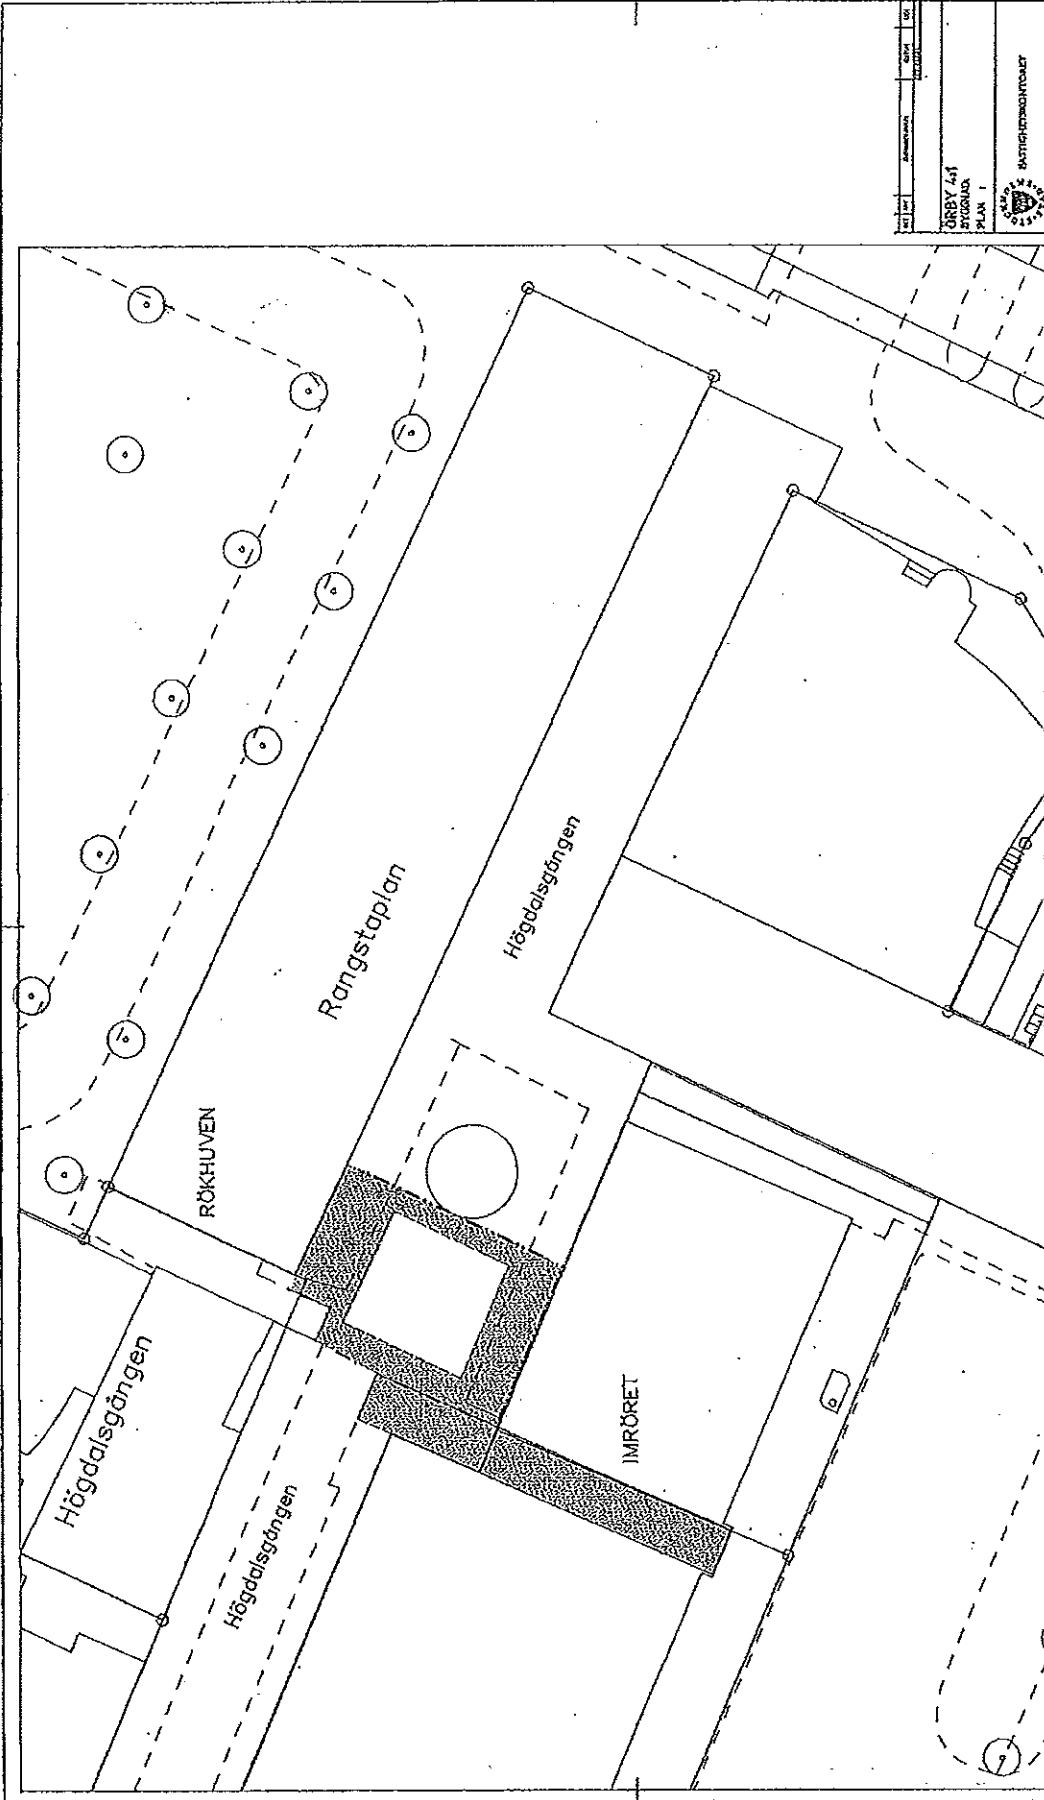 ÖRBY 4:1
BYGGNAD:
PLAN 1
FASTIGHETSKONTORET
Rangstaplan
Högdalsgången
RÖKHUVEN
Högdalsgången
Högdalsgången
IMRÖRET